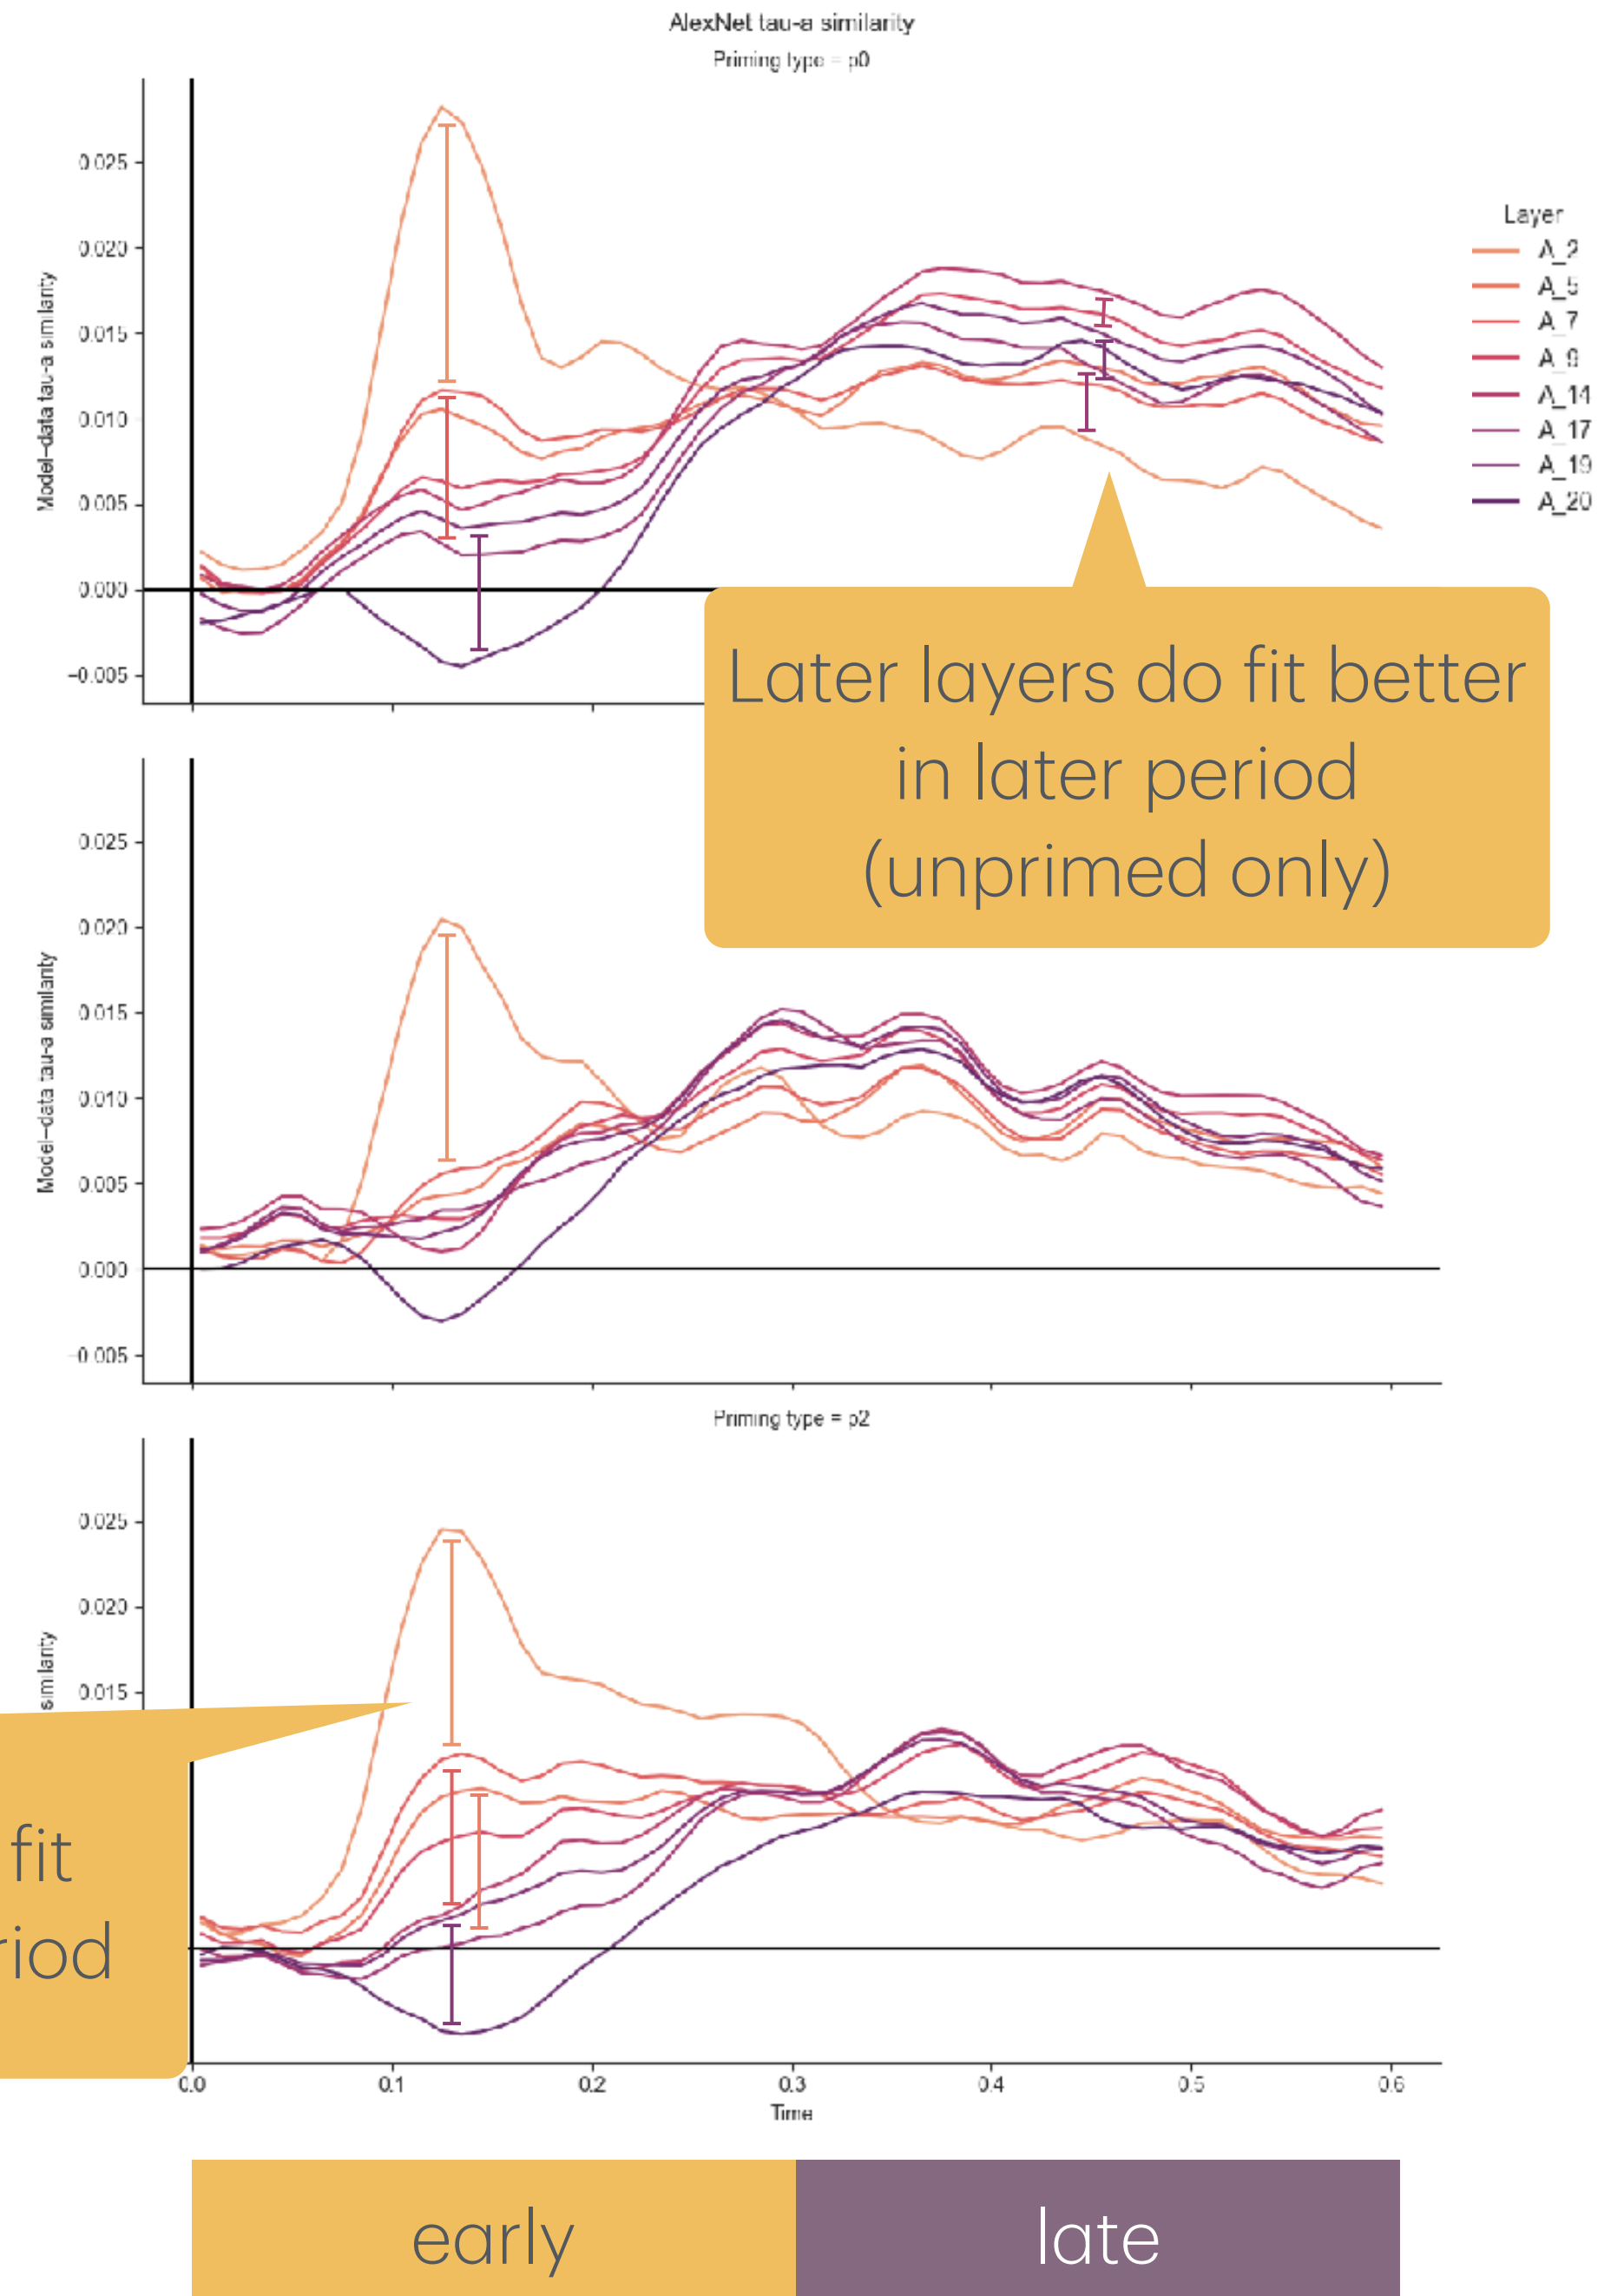 AlexNet tau-a similarity
Priming type = p0
Model–data tau-a similarity
0.025
0.020
0.015
0.010
0.005
0.000
−0.005
Layer
A_2
A_5
A_7
A_9
A_14
A_17
A_19
A_20
Later layers do fit better
in later period
(unprimed only)
Model–data tau-a similarity
0.025
0.020
0.015
0.010
0.005
0.000
−0.005
Priming type = p2
similarity
0.025
0.020
0.015
fit
riod
0.0 0.1 0.2 0.3 0.4 0.5 0.6
Time
early late